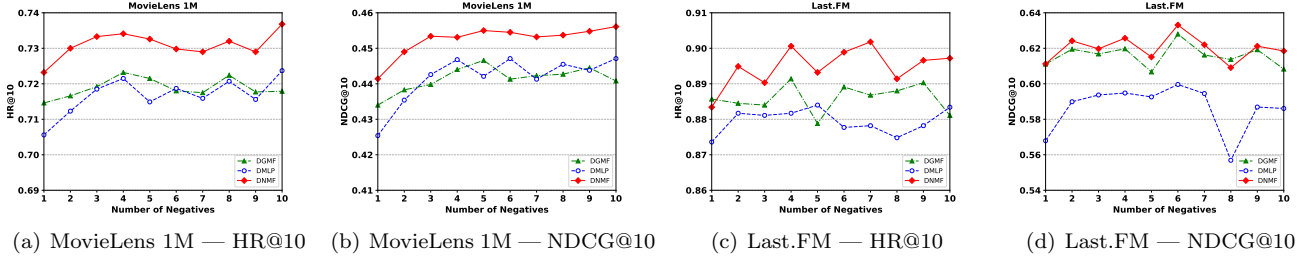 MovieLens 1M
0.74
0.73
0.72
0.71
0.70
0.69
HR@10
1 2 3 4 5 6 7 8 9 10
Number of Negatives
DGMF
DMLP
DNMF
(a) MovieLens 1M — HR@10
MovieLens 1M
0.46
0.45
0.44
0.43
0.42
0.41
NDCG@10
1 2 3 4 5 6 7 8 9 10
Number of Negatives
DGMF
DMLP
DNMF
(b) MovieLens 1M — NDCG@10
Last.FM
0.91
0.90
0.89
0.88
0.87
0.86
HR@10
1 2 3 4 5 6 7 8 9 10
Number of Negatives
DGMF
DMLP
DNMF
(c) Last.FM — HR@10
Last.FM
0.64
0.62
0.60
0.58
0.56
0.54
NDCG@10
1 2 3 4 5 6 7 8 9 10
Number of Negatives
DGMF
DMLP
DNMF
(d) Last.FM — NDCG@10